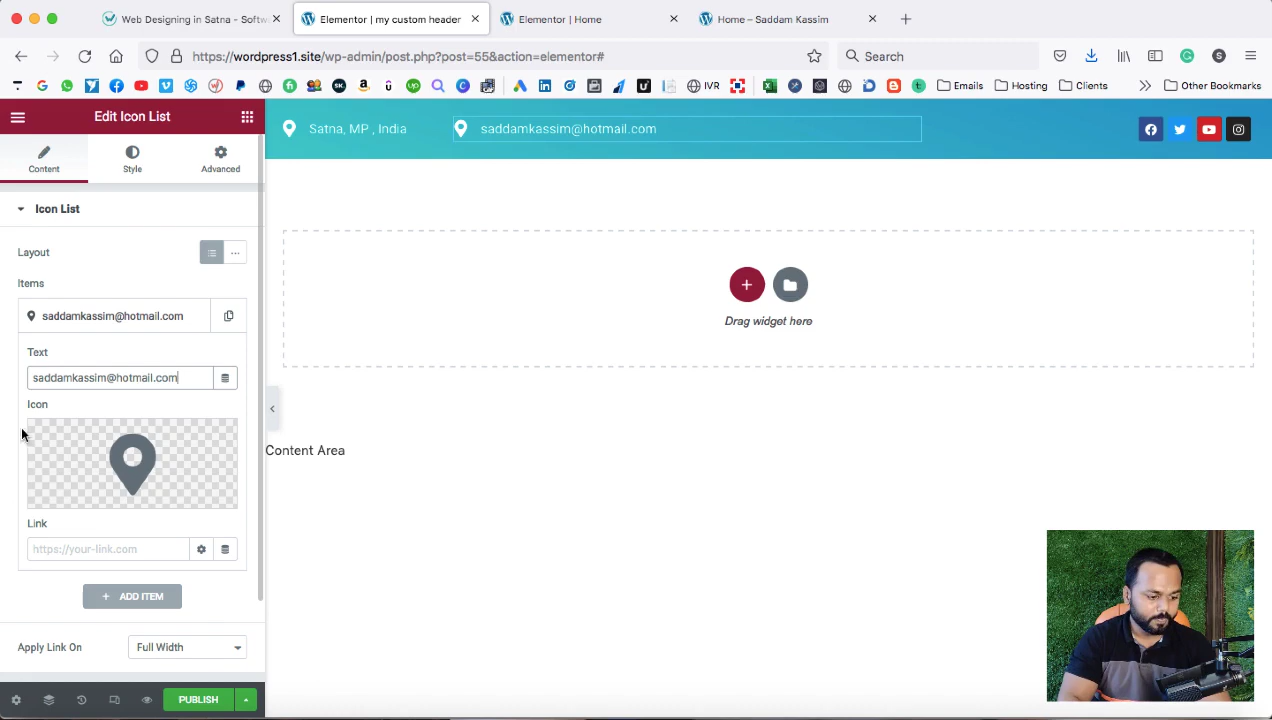 Web Designing in Satna - Softw
Elementor | my custom header
Elementor | Home
Home – Saddam Kassim
https://wordpress1.site/wp-admin/post.php?post=55&action=elementor#
Search
IVR
Emails
Hosting
Clients
Other Bookmarks
Edit Icon List
Content
Style
Advanced
Icon List
Layout
Items
saddamkassim@hotmail.com
Text
saddamkassim@hotmail.com
Icon
Link
https://your-link.com
+ ADD ITEM
Apply Link On
Full Width
PUBLISH
Satna, MP , India
saddamkassim@hotmail.com
Drag widget here
Content Area